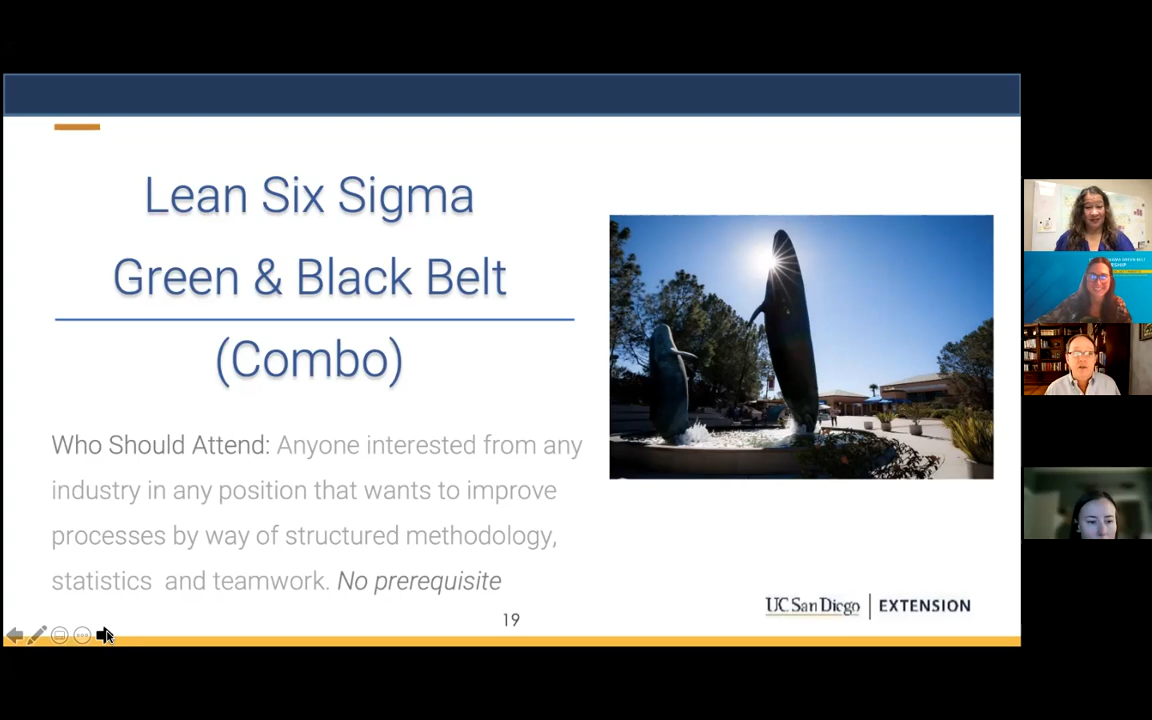 Lean Six Sigma
Green & Black Belt
(Combo)
Who Should Attend: Anyone interested from any
industry in any position that wants to improve
processes by way of structured methodology,
statistics and teamwork. No prerequisite
19
UC San Diego | EXTENSION